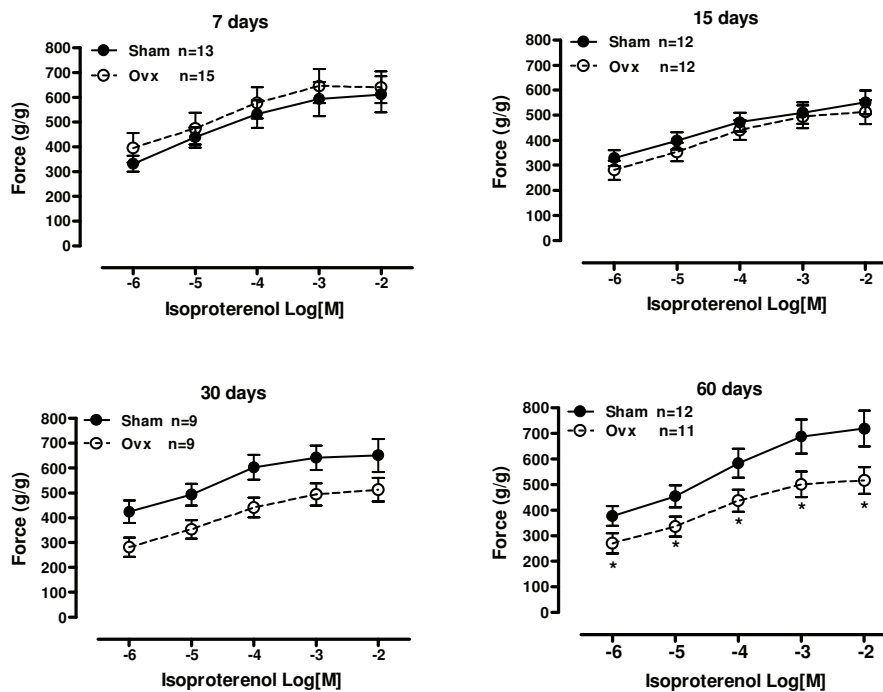 7 days
Sham n=13
Ovx n=15
800
700
600
500
400
300
200
100
0
Force (g/g)
-6 -5 -4 -3 -2
Isoproterenol Log[M]
15 days
Sham n=12
Ovx n=12
800
700
600
500
400
300
200
100
0
Force (g/g)
-6 -5 -4 -3 -2
Isoproterenol Log[M]
30 days
Sham n=9
Ovx n=9
800
700
600
500
400
300
200
100
0
Force (g/g)
-6 -5 -4 -3 -2
Isoproterenol Log[M]
60 days
Sham n=12
Ovx n=11
800
700
600
500
400
300
200
100
0
Force (g/g)
* * * * *
-6 -5 -4 -3 -2
Isoproterenol Log[M]